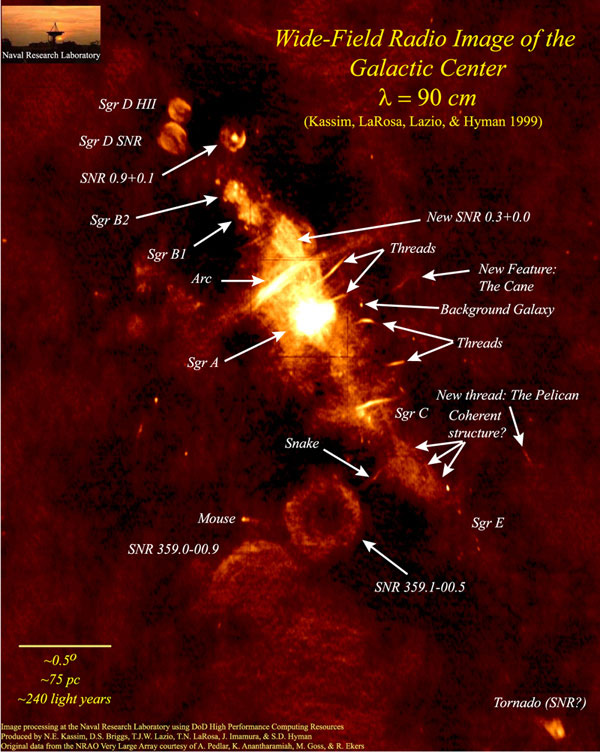 Naval Research Laboratory
Wide-Field Radio Image of the
Galactic Center
λ = 90 cm
(Kassim, LaRosa, Lazio, & Hyman 1999)
Sgr D HII
Sgr D SNR
SNR 0.9+0.1
Sgr B2
New SNR 0.3+0.0
Sgr B1
Threads
Arc
New Feature:
The Cane
Background Galaxy
Threads
Sgr A
New thread: The Pelican
Sgr C
Coherent
structure?
Snake
Mouse
Sgr E
SNR 359.0-00.9
SNR 359.1-00.5
~0.5º
~75 pc
~240 light years
Tornado (SNR?)
Image processing at the Naval Research Laboratory using DoD High Performance Computing Resources
Produced by N.E. Kassim, D.S. Briggs, T.J.W. Lazio, T.N. LaRosa, J. Imamura, & S.D. Hyman
Original data from the NRAO Very Large Array courtesy of A. Pedlar, K. Anantharamiah, M. Goss, & R. Ekers